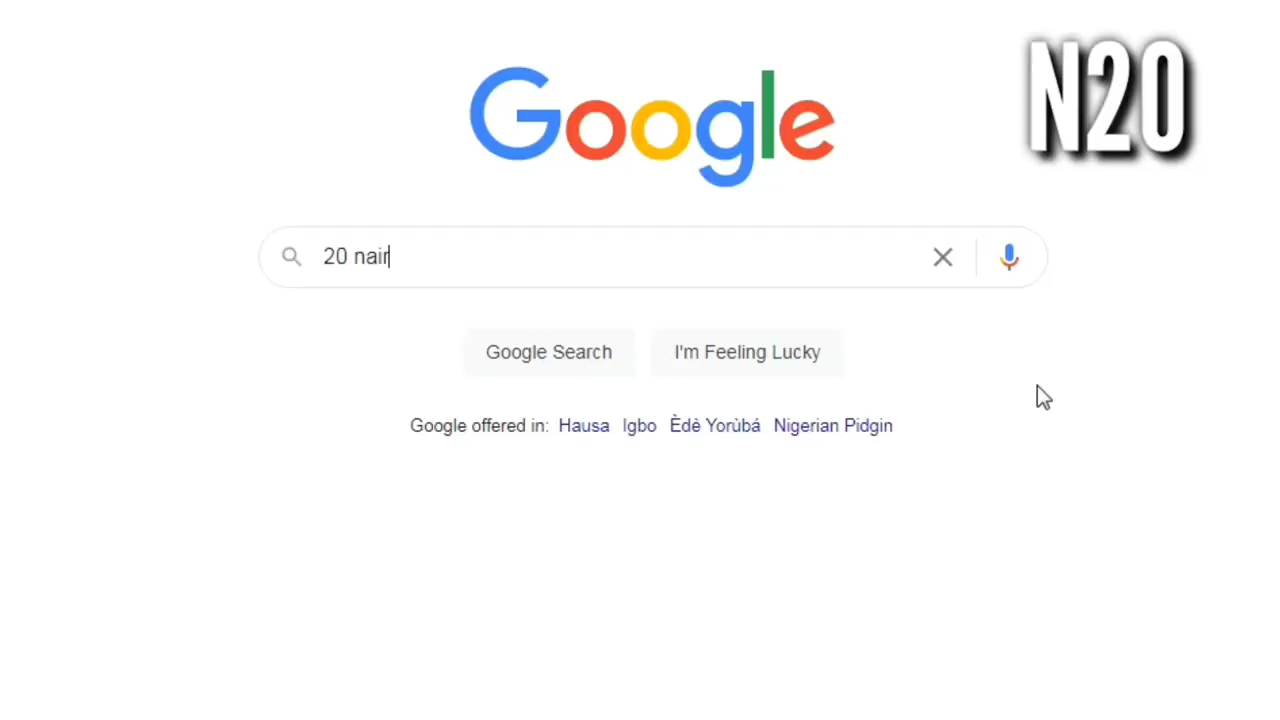 N20
Google
20 nair
Google Search
I'm Feeling Lucky
Google offered in: Hausa Igbo Èdè Yorùbá Nigerian Pidgin